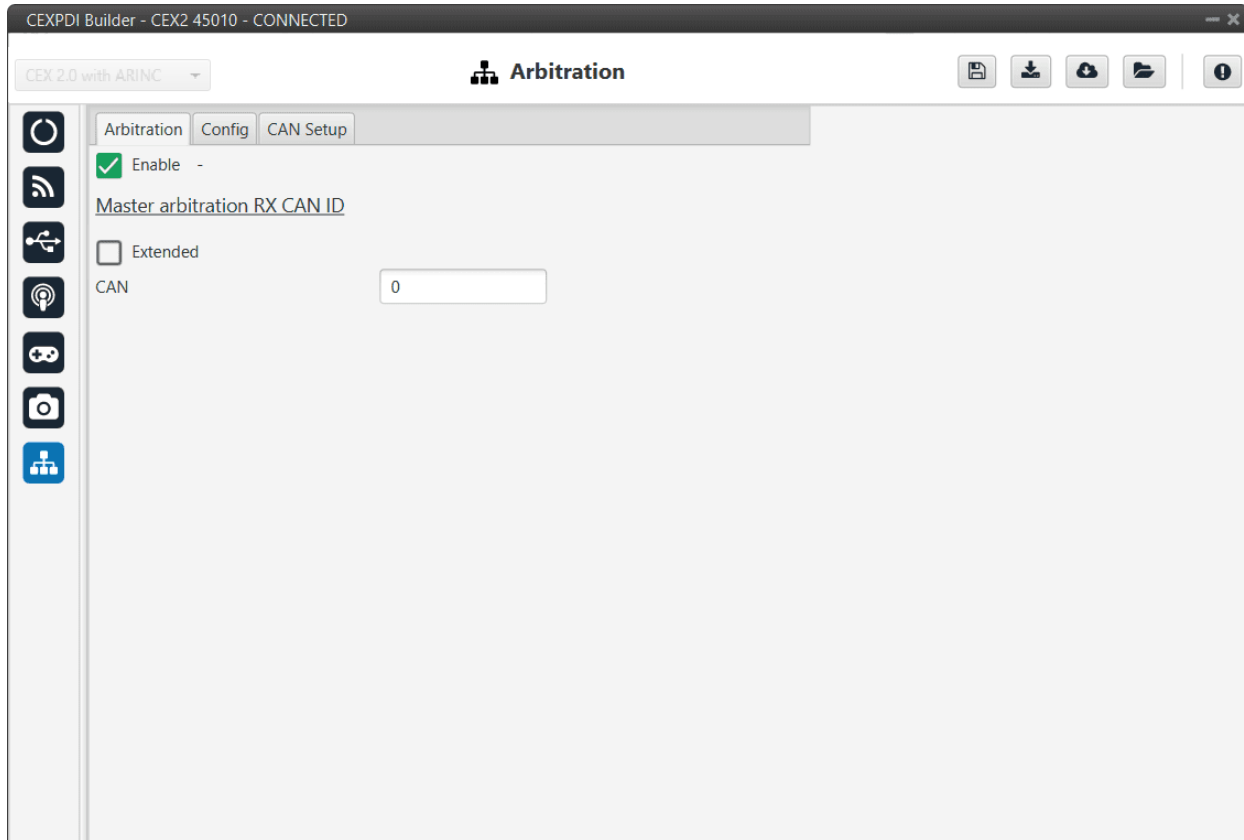 CEXPDI Builder - CEX2 45010 - CONNECTED
CEX 2.0 with ARINC
Arbitration
Arbitration Config CAN Setup
Enable -
Master arbitration RX CAN ID
Extended
CAN 0